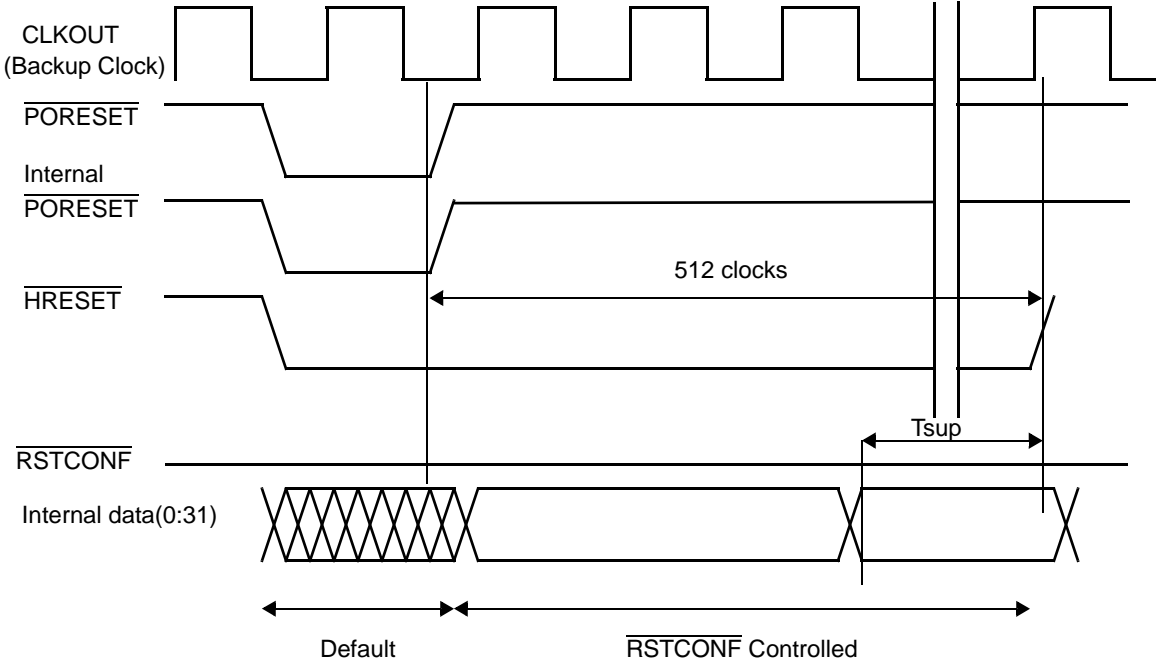 CLKOUT
(Backup Clock)
PORESET
Internal
PORESET
512 clocks
HRESET
Tsup
RSTCONF
Internal data(0:31)
Default
RSTCONF Controlled